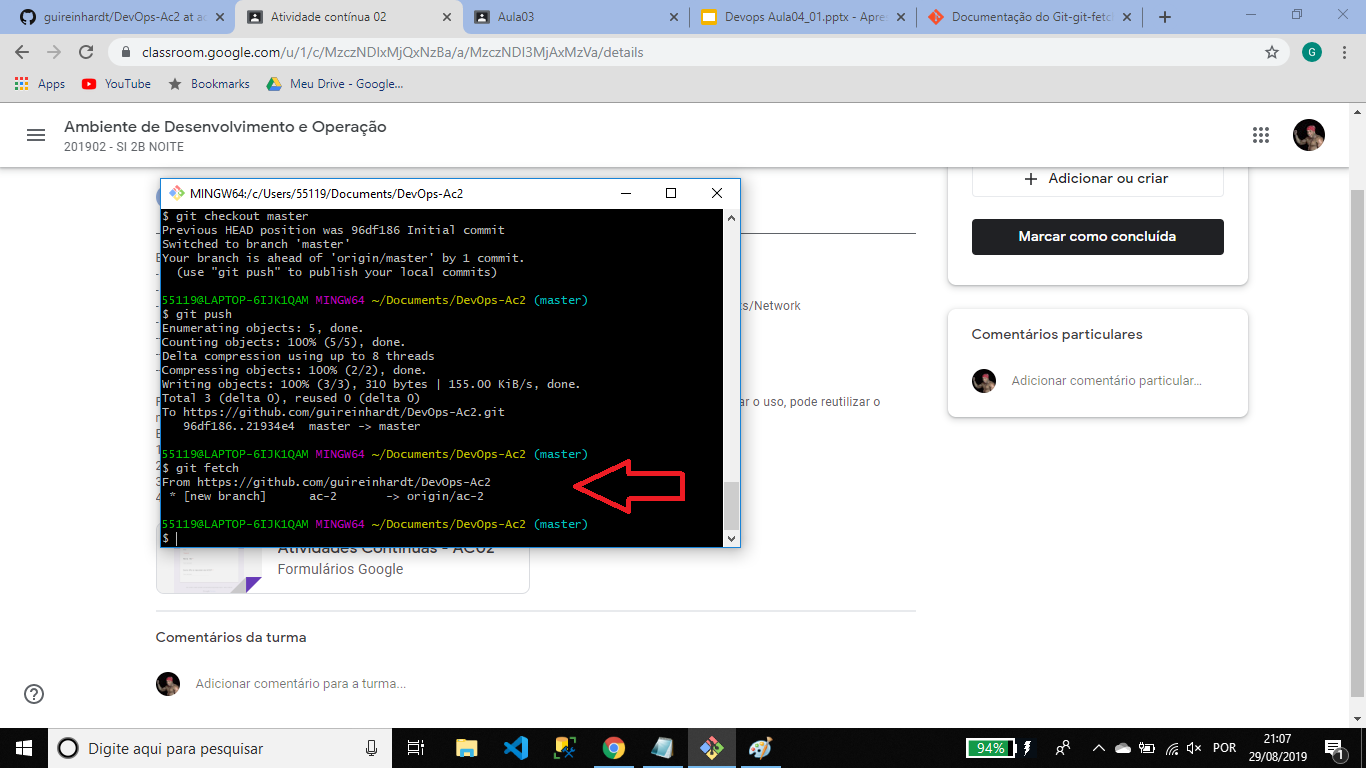 guireinhardt/DevOps-Ac2 at ac
Atividade contínua 02
Aula03
Devops Aula04_01.pptx - Apres
Documentação do Git-git-fetch
classroom.google.com/u/1/c/MzczNDIxMjQxNzBa/a/MzczNDI3MjAxMzVa/details
G
Apps
YouTube
Bookmarks
Meu Drive - Google...
Ambiente de Desenvolvimento e Operação
201902 - SI 2B NOITE
Adicionar ou criar
Marcar como concluída
Comentários particulares
Adicionar comentário particular...
MINGW64:/c/Users/55119/Documents/DevOps-Ac2
$ git checkout master
Previous HEAD position was 96df186 Initial commit
Switched to branch 'master'
Your branch is ahead of 'origin/master' by 1 commit.
(use "git push" to publish your local commits)
55119@LAPTOP-6IJK1QAM MINGW64 ~/Documents/DevOps-Ac2 (master)
$ git push
Enumerating objects: 5, done.
Counting objects: 100% (5/5), done.
Delta compression using up to 8 threads
Compressing objects: 100% (2/2), done.
Writing objects: 100% (3/3), 310 bytes | 155.00 KiB/s, done.
Total 3 (delta 0), reused 0 (delta 0)
To https://github.com/guireinhardt/DevOps-Ac2.git
96df186..21934e4 master -> master
55119@LAPTOP-6IJK1QAM MINGW64 ~/Documents/DevOps-Ac2 (master)
$ git fetch
From https://github.com/guireinhardt/DevOps-Ac2
* [new branch] ac-2 -> origin/ac-2
55119@LAPTOP-6IJK1QAM MINGW64 ~/Documents/DevOps-Ac2 (master)
$
s/Network
ar o uso, pode reutilizar o
Atividades Contínuas - AC02
Formulários Google
Comentários da turma
Adicionar comentário para a turma...
Digite aqui para pesquisar
94%
POR
21:07
29/08/2019
1